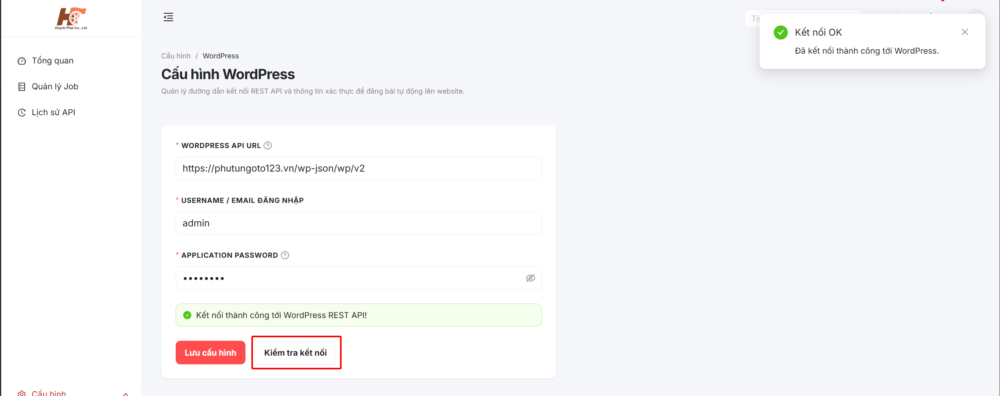 Huynh Phat Co., Ltd
Tổng quan
Quản lý Job
Lịch sử API
Cấu hình
Cấu hình / WordPress
Cấu hình WordPress
Quản lý đường dẫn kết nối REST API và thông tin xác thực để đăng bài tự động lên website.
Kết nối OK
Đã kết nối thành công tới WordPress.
* WORDPRESS API URL
https://phutungoto123.vn/wp-json/wp/v2
* USERNAME / EMAIL ĐĂNG NHẬP
admin
* APPLICATION PASSWORD
••••••••
Kết nối thành công tới WordPress REST API!
Lưu cấu hình
Kiểm tra kết nối